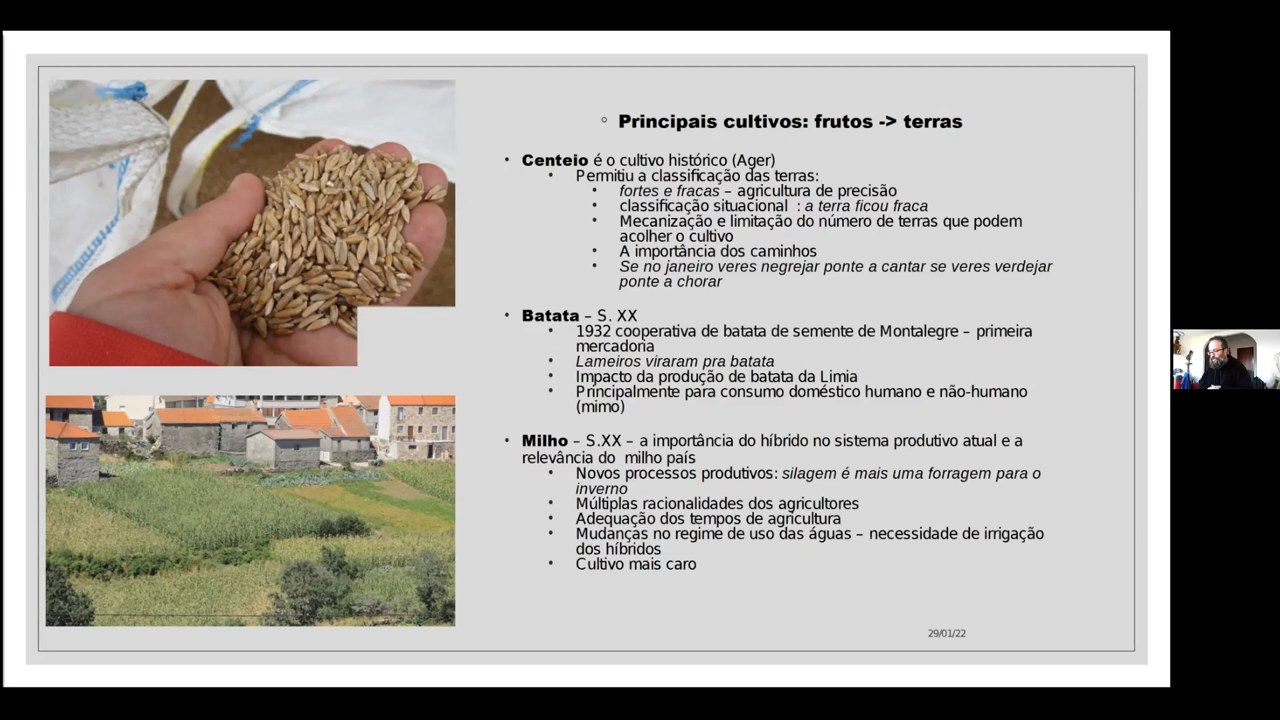 Principais cultivos: frutos -> terras
Centeio é o cultivo histórico (Ager)
Permitiu a classificação das terras:
fortes e fracas – agricultura de precisão
classificação situacional : a terra ficou fraca
Mecanização e limitação do número de terras que podem
acolher o cultivo
A importância dos caminhos
Se no janeiro veres negrejar ponte a cantar se veres verdejar
ponte a chorar
Batata – S. XX
1932 cooperativa de batata de semente de Montalegre – primeira
mercadoria
Lameiros viraram pra batata
Impacto da produção de batata da Limia
Principalmente para consumo doméstico humano e não-humano
(mimo)
Milho – S.XX – a importância do híbrido no sistema produtivo atual e a
relevância do milho país
Novos processos produtivos: silagem é mais uma forragem para o
inverno
Múltiplas racionalidades dos agricultores
Adequação dos tempos de agricultura
Mudanças no regime de uso das águas – necessidade de irrigação
dos híbridos
Cultivo mais caro
29/01/22